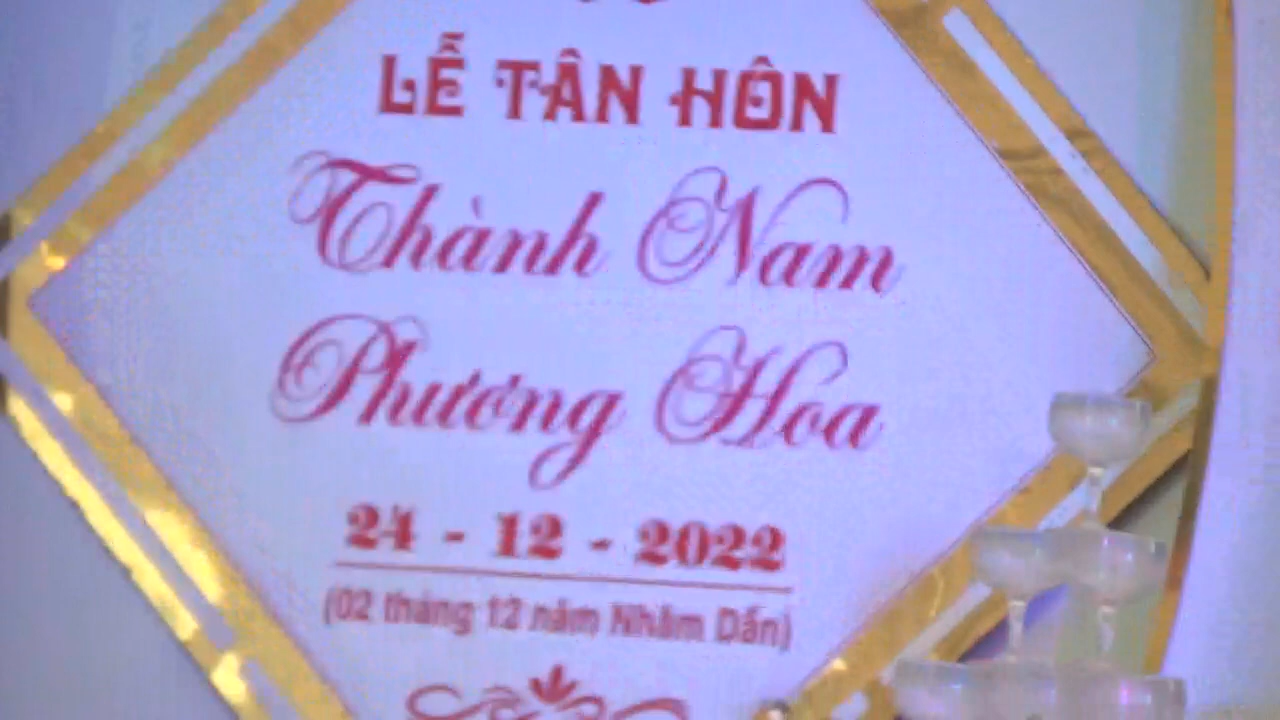 LỄ TÂN HÔN
Thành Nam
Phương Hoa
24 - 12 - 2022
(02 tháng 12 năm Nhâm Dần)